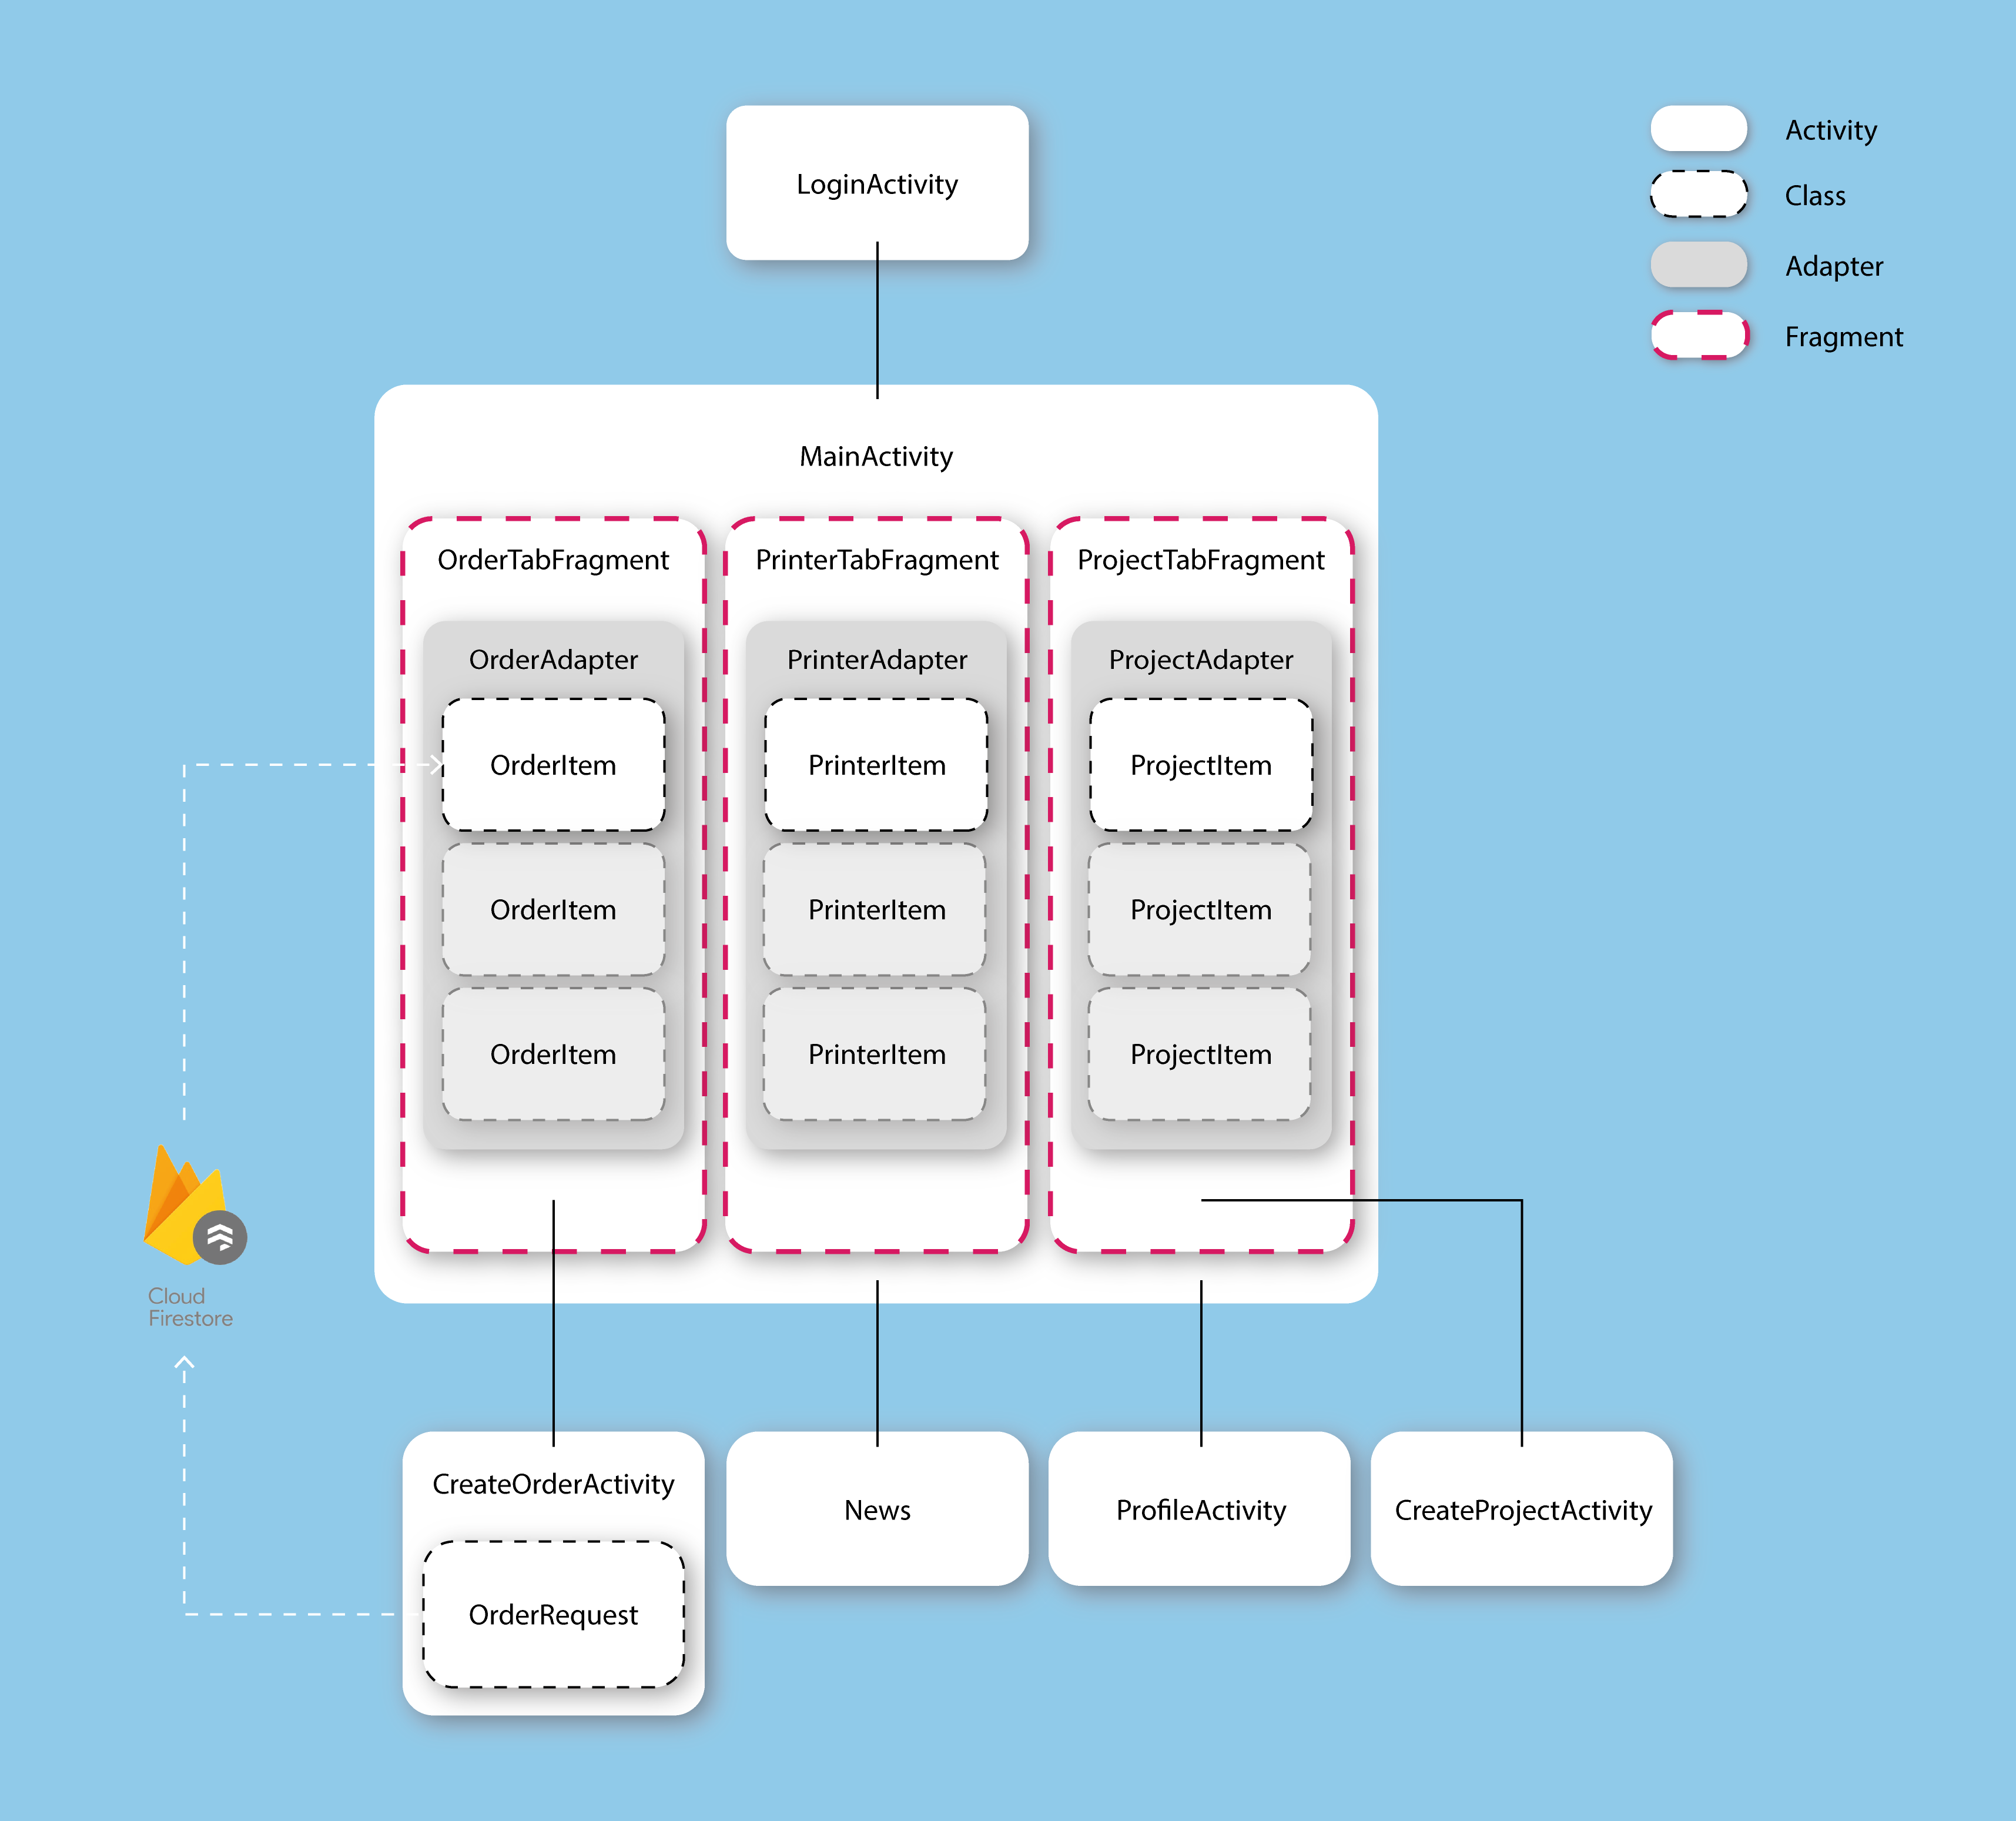 LoginActivity
Activity
Class
Adapter
Fragment
MainActivity
OrderTabFragment
PrinterTabFragment
ProjectTabFragment
OrderAdapter
PrinterAdapter
ProjectAdapter
OrderItem
PrinterItem
ProjectItem
OrderItem
PrinterItem
ProjectItem
OrderItem
PrinterItem
ProjectItem
Cloud
Firestore
CreateOrderActivity
News
ProfileActivity
CreateProjectActivity
OrderRequest